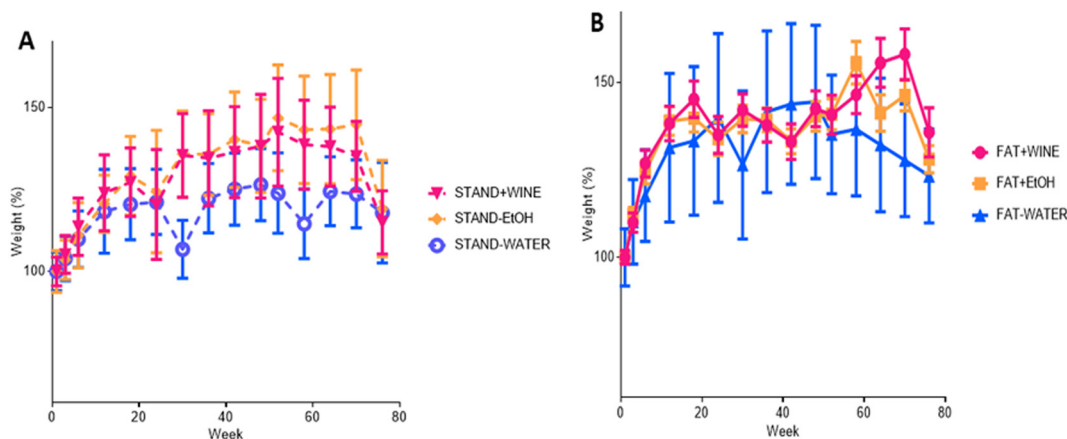 A
Weight (%)
150
100
0
20
40
60
80
Week
STAND+WINE
STAND-EtOH
STAND-WATER
B
Weight (%)
150
100
0
20
40
60
80
Week
FAT+WINE
FAT+EtOH
FAT-WATER